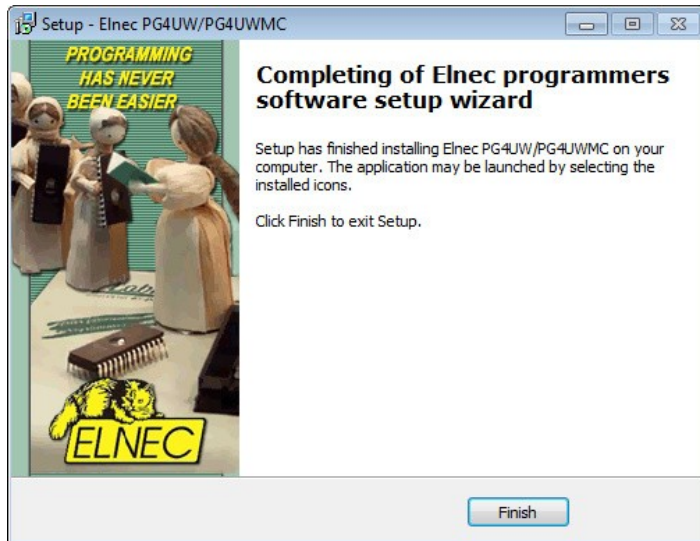 Setup - Elnec PG4UW/PG4UWMC
PROGRAMMING
HAS NEVER
BEEN EASIER
Completing of Elnec programmers
software setup wizard
Setup has finished installing Elnec PG4UW/PG4UWMC on your
computer. The application may be launched by selecting the
installed icons.
Click Finish to exit Setup.
ELNEC
Finish